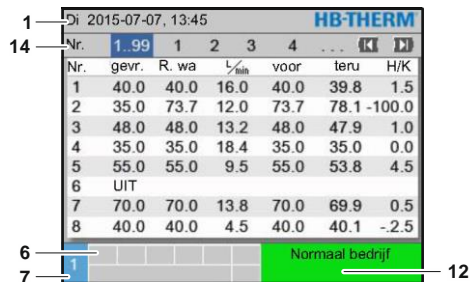 1 Di 2015-07-07, 13:45 HB-THERM
14 Nr. 1..99 1 2 3 4 ...
Nr. gevr. R. wa L/min voor teru H/K
1 40.0 40.0 16.0 40.0 39.8 1.5
2 35.0 73.7 12.0 73.7 78.1 -100.0
3 48.0 48.0 13.2 48.0 47.9 1.0
4 35.0 35.0 18.4 35.0 35.0 0.0
5 55.0 55.0 9.5 55.0 53.8 4.5
6 UIT
7 70.0 70.0 13.8 70.0 69.9 0.5
8 40.0 40.0 4.5 40.0 40.1 -.2.5
6 Normaal bedrijf
1
7 12